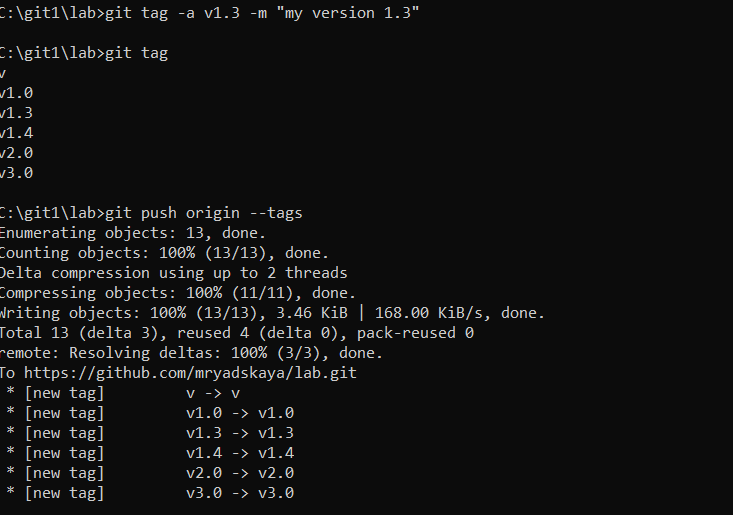 C:\git1\lab>git tag -a v1.3 -m "my version 1.3"
C:\git1\lab>git tag
v
v1.0
v1.3
v1.4
v2.0
v3.0
C:\git1\lab>git push origin --tags
Enumerating objects: 13, done.
Counting objects: 100% (13/13), done.
Delta compression using up to 2 threads
Compressing objects: 100% (11/11), done.
Writing objects: 100% (13/13), 3.46 KiB | 168.00 KiB/s, done.
Total 13 (delta 3), reused 4 (delta 0), pack-reused 0
remote: Resolving deltas: 100% (3/3), done.
To https://github.com/mryadskaya/lab.git
 * [new tag]         v -> v
 * [new tag]         v1.0 -> v1.0
 * [new tag]         v1.3 -> v1.3
 * [new tag]         v1.4 -> v1.4
 * [new tag]         v2.0 -> v2.0
 * [new tag]         v3.0 -> v3.0